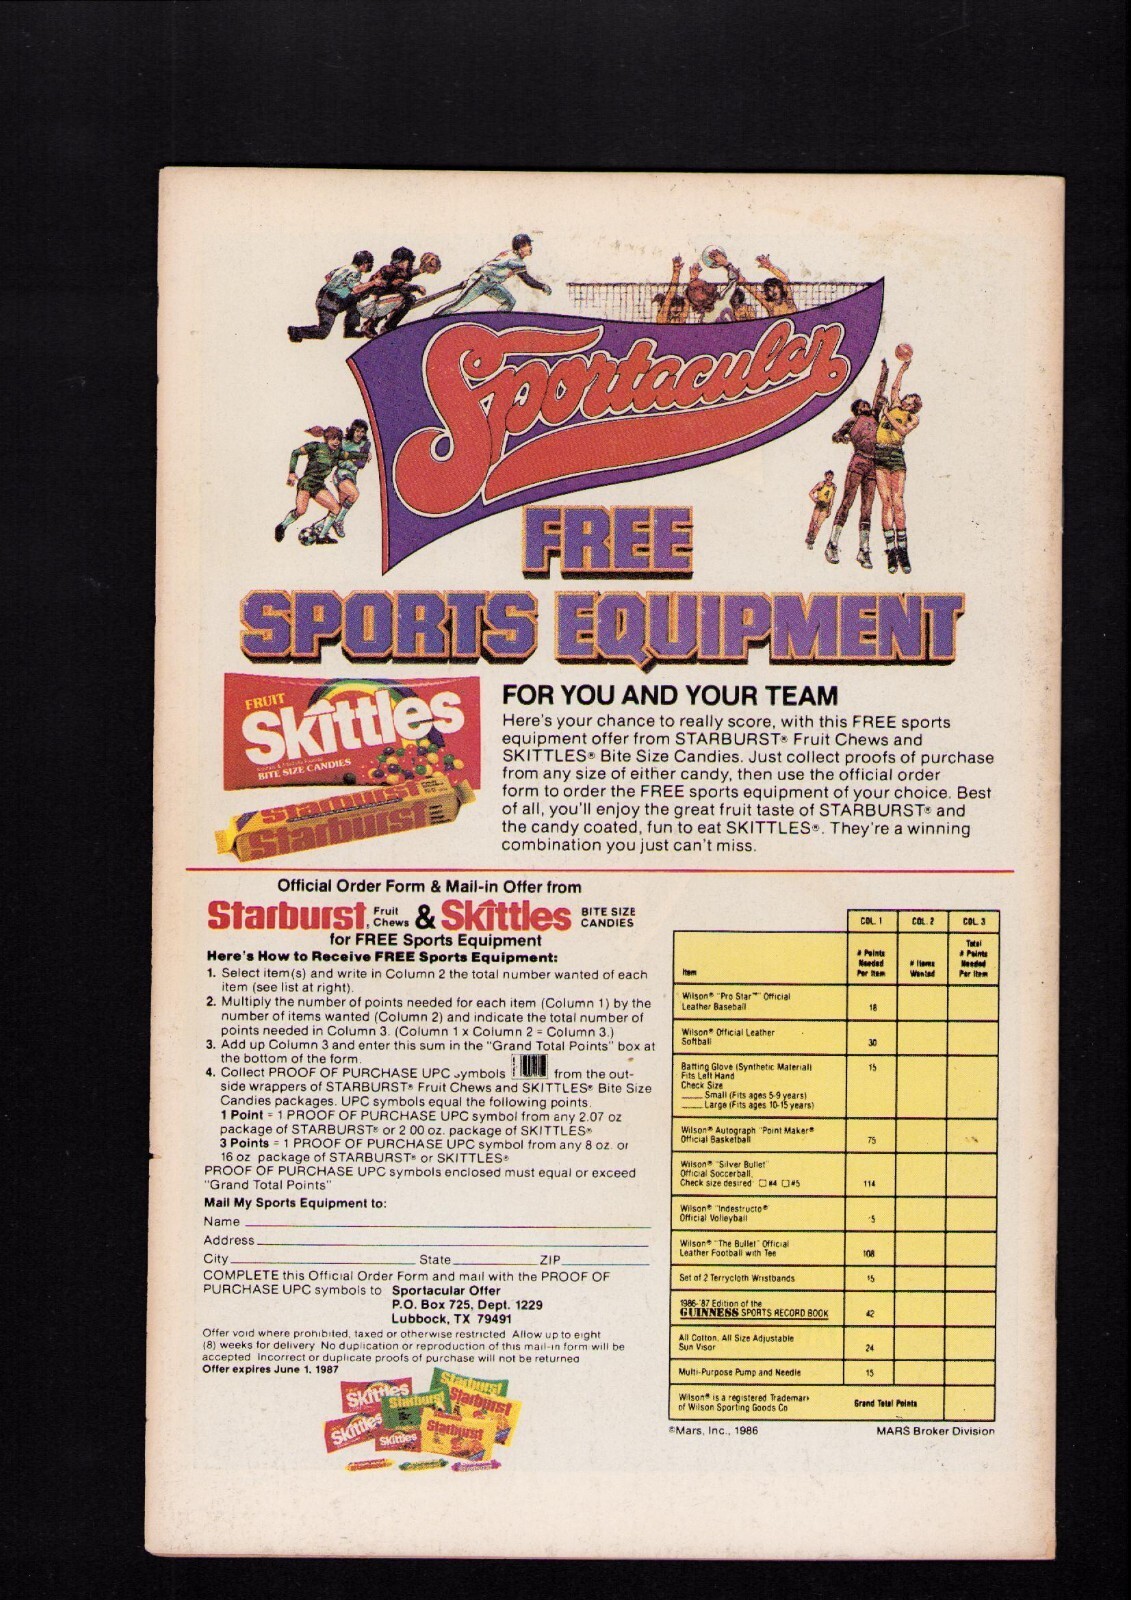 Sportacular
FREE
SPORTS EQUIPMENT
FRUIT
Skittles
BITE SIZE CANDIES
Starburst
Starburst
FOR YOU AND YOUR TEAM
Here's your chance to really score, with this FREE sports
equipment offer from STARBURST® Fruit Chews and
SKITTLES® Bite Size Candies. Just collect proofs of purchase
from any size of either candy, then use the official order
form to order the FREE sports equipment of your choice. Best
of all, you'll enjoy the great fruit taste of STARBURST® and
the candy coated, fun to eat SKITTLES®. They're a winning
combination you just can't miss.
Official Order Form & Mail-in Offer from
Starburst, Fruit Chews & Skittles BITE SIZE CANDIES
for FREE Sports Equipment
Here's How to Receive FREE Sports Equipment:
1. Select item(s) and write in Column 2 the total number wanted of each
item (see list at right).
2. Multiply the number of points needed for each item (Column 1) by the
number of items wanted (Column 2) and indicate the total number of
points needed in Column 3. (Column 1 x Column 2 = Column 3.)
3. Add up Column 3 and enter this sum in the "Grand Total Points" box at
the bottom of the form.
4. Collect PROOF OF PURCHASE UPC symbols from the out-
side wrappers of STARBURST® Fruit Chews and SKITTLES® Bite Size
Candies packages. UPC symbols equal the following points.
1 Point = 1 PROOF OF PURCHASE UPC symbol from any 2.07 oz
package of STARBURST® or 2 00 oz. package of SKITTLES®
3 Points = 1 PROOF OF PURCHASE UPC symbol from any 8 oz. or
16 oz package of STARBURST® or SKITTLES®
PROOF OF PURCHASE UPC symbols enclosed must equal or exceed
"Grand Total Points"
Mail My Sports Equipment to:
Name
Address
City State ZIP
COMPLETE this Official Order Form and mail with the PROOF OF
PURCHASE UPC symbols to Sportacular Offer
P.O. Box 725, Dept. 1229
Lubbock, TX 79491
Offer void where prohibited, taxed or otherwise restricted Allow up to eight
(8) weeks for delivery No duplication or reproduction of this mail-in form will be
accepted Incorrect or duplicate proofs of purchase will not be returned
Offer expires June 1, 1987
Skittles
Starburst
Starburst
Starburst
Skittles
Skittles
Starburst
COL. 1 COL. 2 COL. 3
Item # Points Needed Per Item # Items Wanted Total # Points Needed Per Item
Wilson® "Pro Star™" Official
Leather Baseball 18
Wilson® Official Leather
Softball 30
Batting Glove (Synthetic Material) 15
Fits Left Hand
Check Size
Small (Fits ages 5-9 years)
Large (Fits ages 10-15 years)
Wilson® Autograph "Point Maker®
Official Basketball 75
Wilson® "Silver Bullet"
Official Soccerball,
Check size desired □ #4 □ #5 114
Wilson® "Indestructo®
Official Volleyball 5
Wilson® "The Bullet" Official
Leather Football with Tee 108
Set of 2 Terrycloth Wristbands 15
1986-'87 Edition of the
GUINNESS SPORTS RECORD BOOK 42
All Cotton, All Size Adjustable
Sun Visor 24
Multi-Purpose Pump and Needle 15
Wilson® is a registered Trademark
of Wilson Sporting Goods Co Grand Total Points
©Mars, Inc., 1986 MARS Broker Division